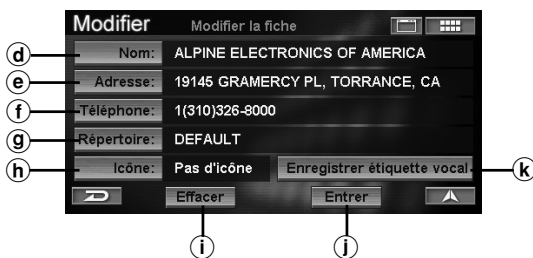 Modifier Modifier la fiche
d Nom: ALPINE ELECTRONICS OF AMERICA
e Adresse: 19145 GRAMERCY PL, TORRANCE, CA
f Téléphone: 1(310)326-8000
g Répertoire: DEFAULT
h Icône: Pas d'icône Enregistrer étiquette vocal k
Effacer Entrer
i j